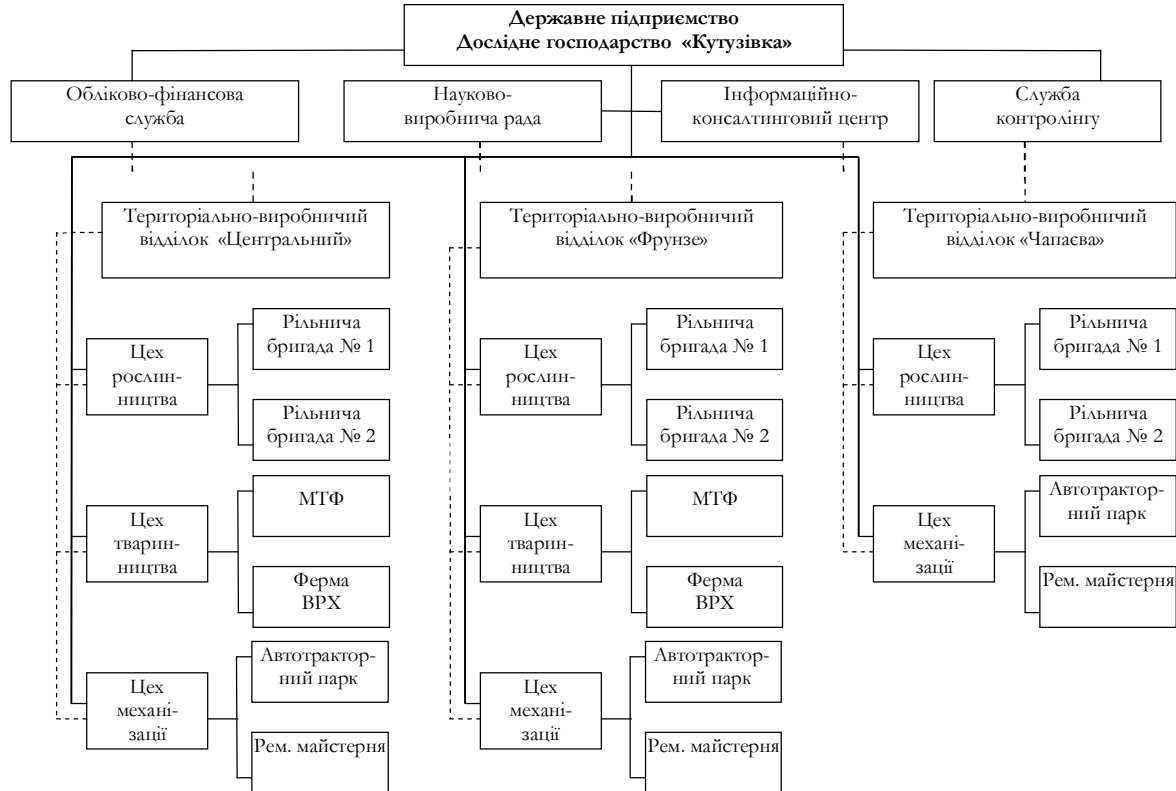 Державне підприємство
Дослідне господарство «Кутузівка»
Обліково-фінансова
служба
Науково-
виробнича рада
Інформаційно-
консалтинговий центр
Служба
контролінгу
Територіально-виробничий
відділок «Центральний»
Територіально-виробничий
відділок «Фрунзе»
Територіально-виробничий
відділок «Чапаєва»
Цех
рослин-
ництва
Рільнича
бригада № 1
Рільнича
бригада № 2
Цех
тварин-
ництва
МТФ
Ферма
ВРХ
Цех
механі-
зації
Автотрактор-
ний парк
Рем. майстерня
Цех
рослин-
ництва
Рільнича
бригада № 1
Рільнича
бригада № 2
Цех
тварин-
ництва
МТФ
Ферма
ВРХ
Цех
механі-
зації
Автотрактор-
ний парк
Рем. майстерня
Цех
рослин-
ництва
Рільнича
бригада № 1
Рільнича
бригада № 2
Цех
механі-
зації
Автотрактор-
ний парк
Рем. майстерня